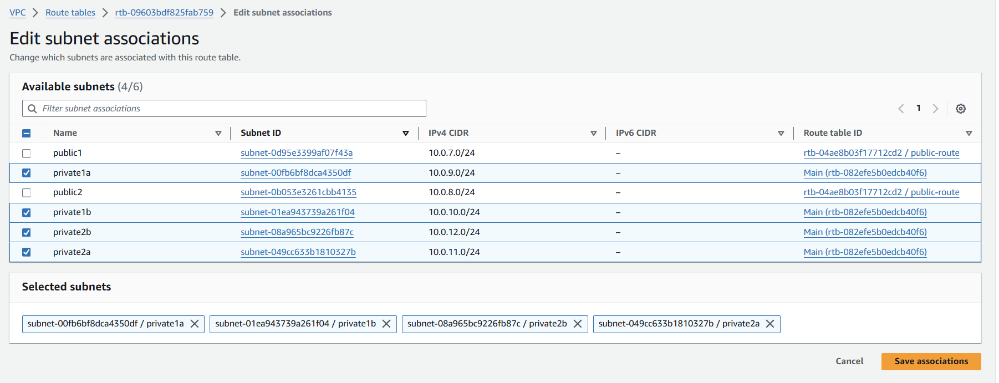 VPC > Route tables > rtb-09603bdf825fab759 > Edit subnet associations
Edit subnet associations
Change which subnets are associated with this route table.
Available subnets (4/6)
Filter subnet associations
1
Name Subnet ID IPv4 CIDR IPv6 CIDR Route table ID
public1 subnet-0d95e3399af07f43a 10.0.7.0/24 – rtb-04ae8b03f17712cd2 / public-route
private1a subnet-00fb6bf8dca4350df 10.0.9.0/24 – Main (rtb-082efe5b0edcb40f6)
public2 subnet-0b053e3261cbb4135 10.0.8.0/24 – rtb-04ae8b03f17712cd2 / public-route
private1b subnet-01ea943739a261f04 10.0.10.0/24 – Main (rtb-082efe5b0edcb40f6)
private2b subnet-08a965bc9226fb87c 10.0.12.0/24 – Main (rtb-082efe5b0edcb40f6)
private2a subnet-049cc633b1810327b 10.0.11.0/24 – Main (rtb-082efe5b0edcb40f6)
Selected subnets
subnet-00fb6bf8dca4350df / private1a subnet-01ea943739a261f04 / private1b subnet-08a965bc9226fb87c / private2b subnet-049cc633b1810327b / private2a
Cancel Save associations